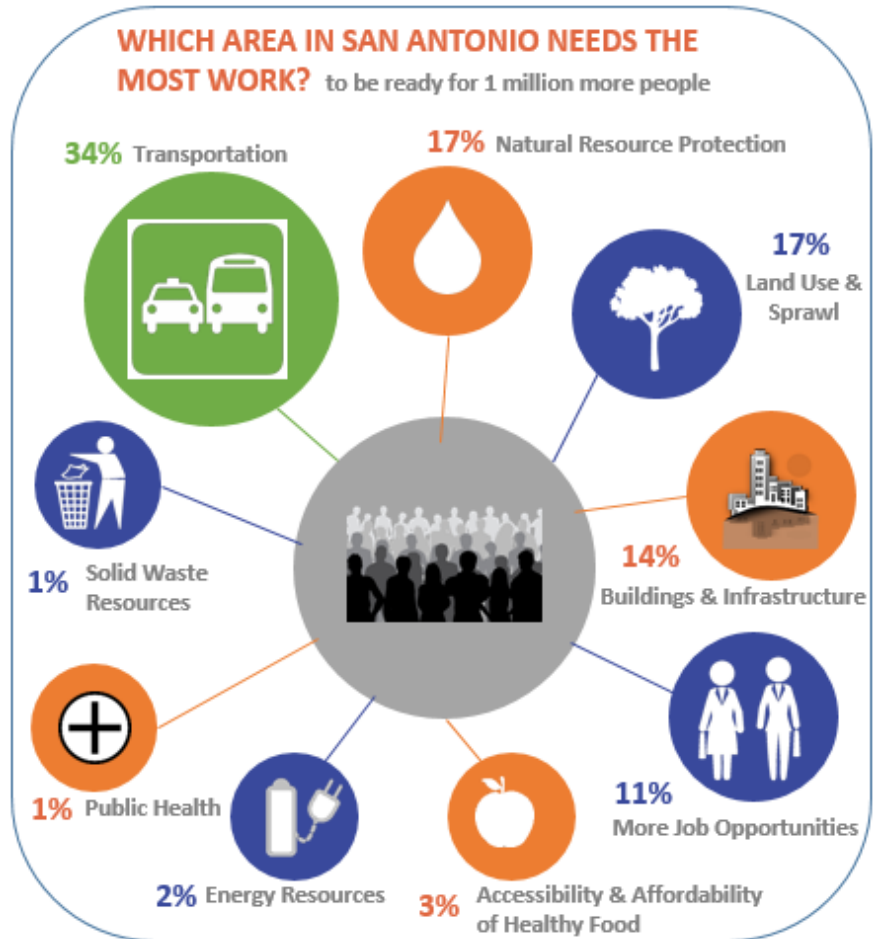 WHICH AREA IN SAN ANTONIO NEEDS THE
MOST WORK? to be ready for 1 million more people
34% Transportation
17% Natural Resource Protection
17%
Land Use &
Sprawl
14%
Buildings & Infrastructure
11%
More Job Opportunities
3% Accessibility & Affordability
of Healthy Food
2% Energy Resources
1% Public Health
1% Solid Waste
Resources